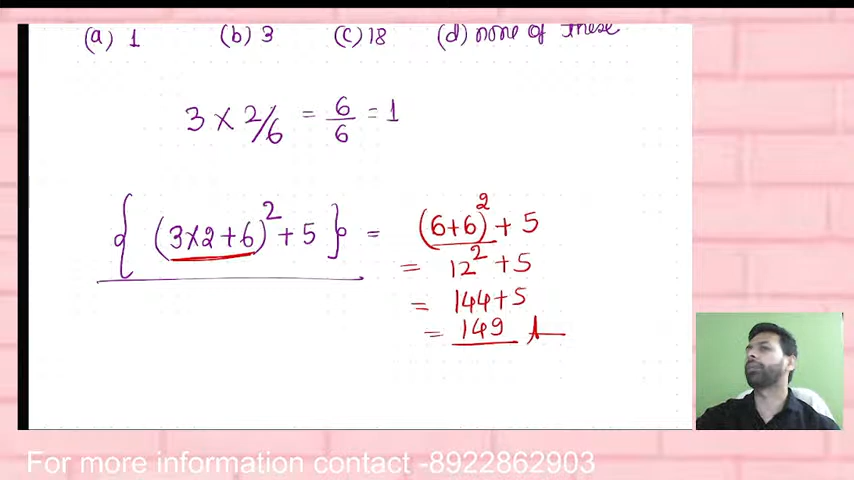 (a) 1 (b) 3 (c) 18 (d) none of these
3 × 2/6 = 6/6 = 1
{ (3×2+6)² + 5 } = (6+6)² + 5
= 12² + 5
= 144 + 5
= 149
For more information contact -8922862903